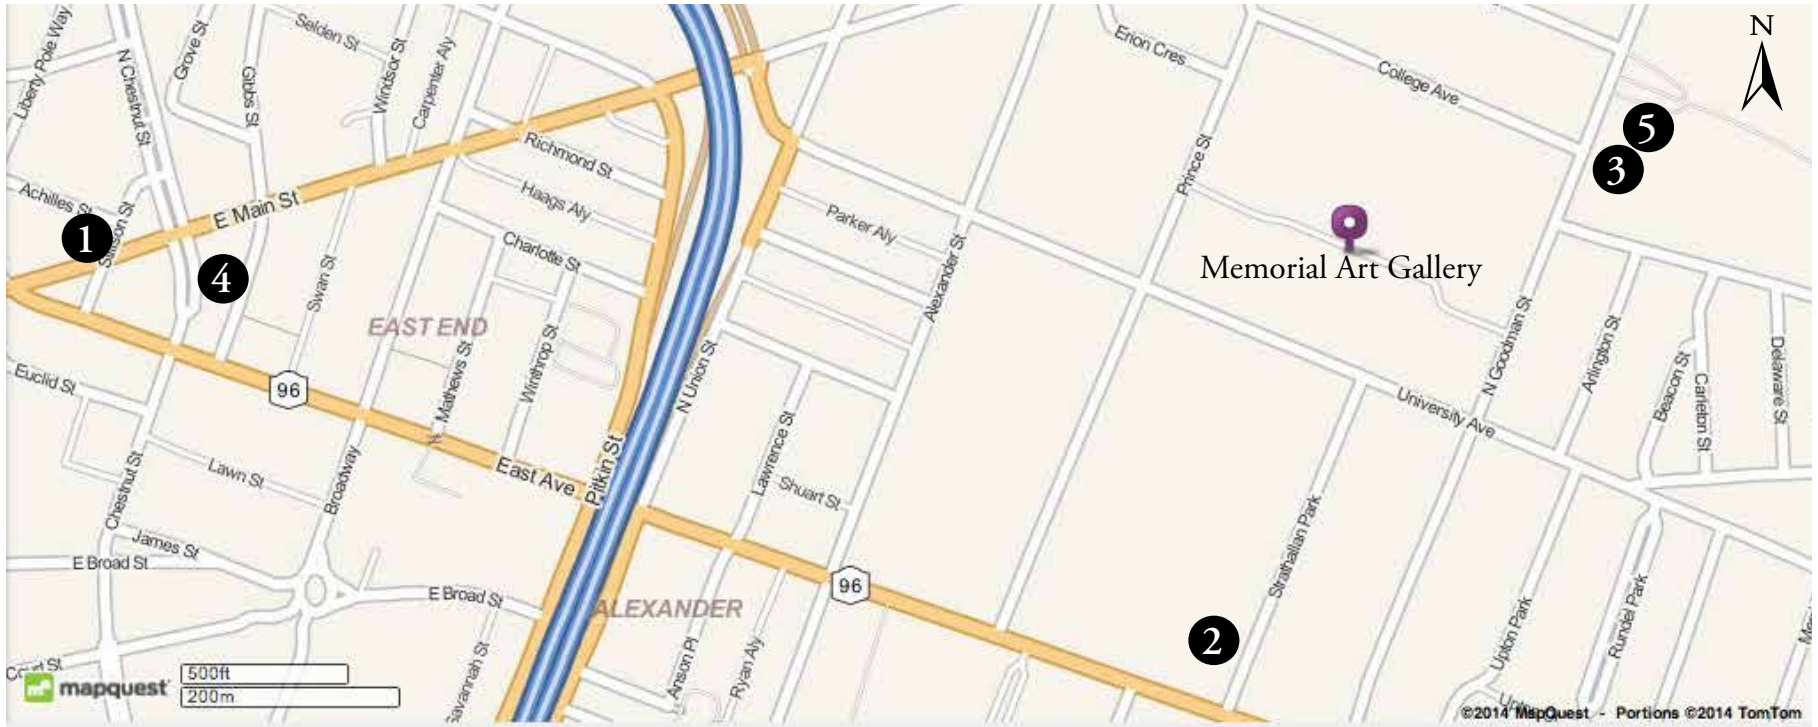 Liberty Pole Way
N Chestnut St
Grove St
Gibbs St
Selden St
Windsor St
Carpenter Aly
Erion Cres
College Ave
N
5
3
Prince St
Richmond St
Haags Aly
Charlotte St
Achilles St
1
E Main St
4
Swan St
EAST END
Parker Aly
Alexander St
Memorial Art Gallery
N Goodman St
Arlington St
Beacon St
Carleton St
Delaware St
Euclid St
96
N Mathews St
Winthrop St
N Union St
Lawrence St
University Ave
Chestnut St
Lawn St
Broadway
East Ave
Pitkin St
Shuart St
Strathallan Park
James St
E Broad St
E Broad St
ALEXANDER
96
2
Upton Park
Rundel Park
Savannah St
Anson Pl
Ryan Aly
Court St
mapquest
500ft
200m
©2014 MapQuest - Portions ©2014 TomTom